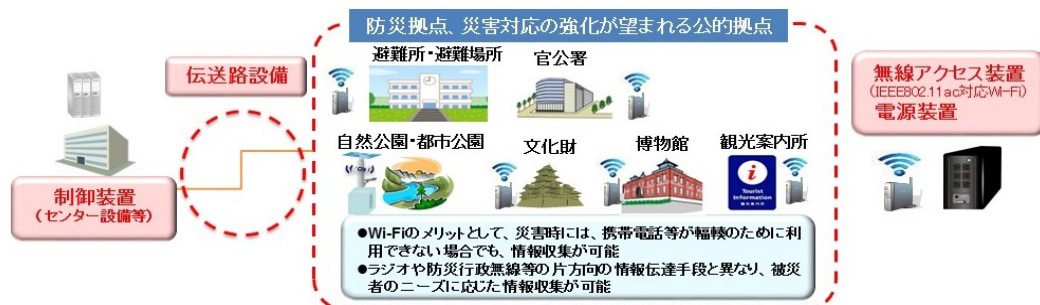 防災拠点、災害対応の強化が望まれる公的拠点
伝送路設備
避難所・避難場所
官公署
無線アクセス装置
(IEEE802.11ac対応Wi-Fi)
電源装置
自然公園・都市公園
文化財
博物館
観光案内所
i
Tourist
Information
観光案内所
制御装置
(センター設備等)
●Wi-Fiのメリットとして、災害時には、携帯電話等が輻輳のために利
用できない場合でも、情報収集が可能
●ラジオや防災行政無線等の片方向の情報伝達手段と異なり、被災
者のニーズに応じた情報収集が可能